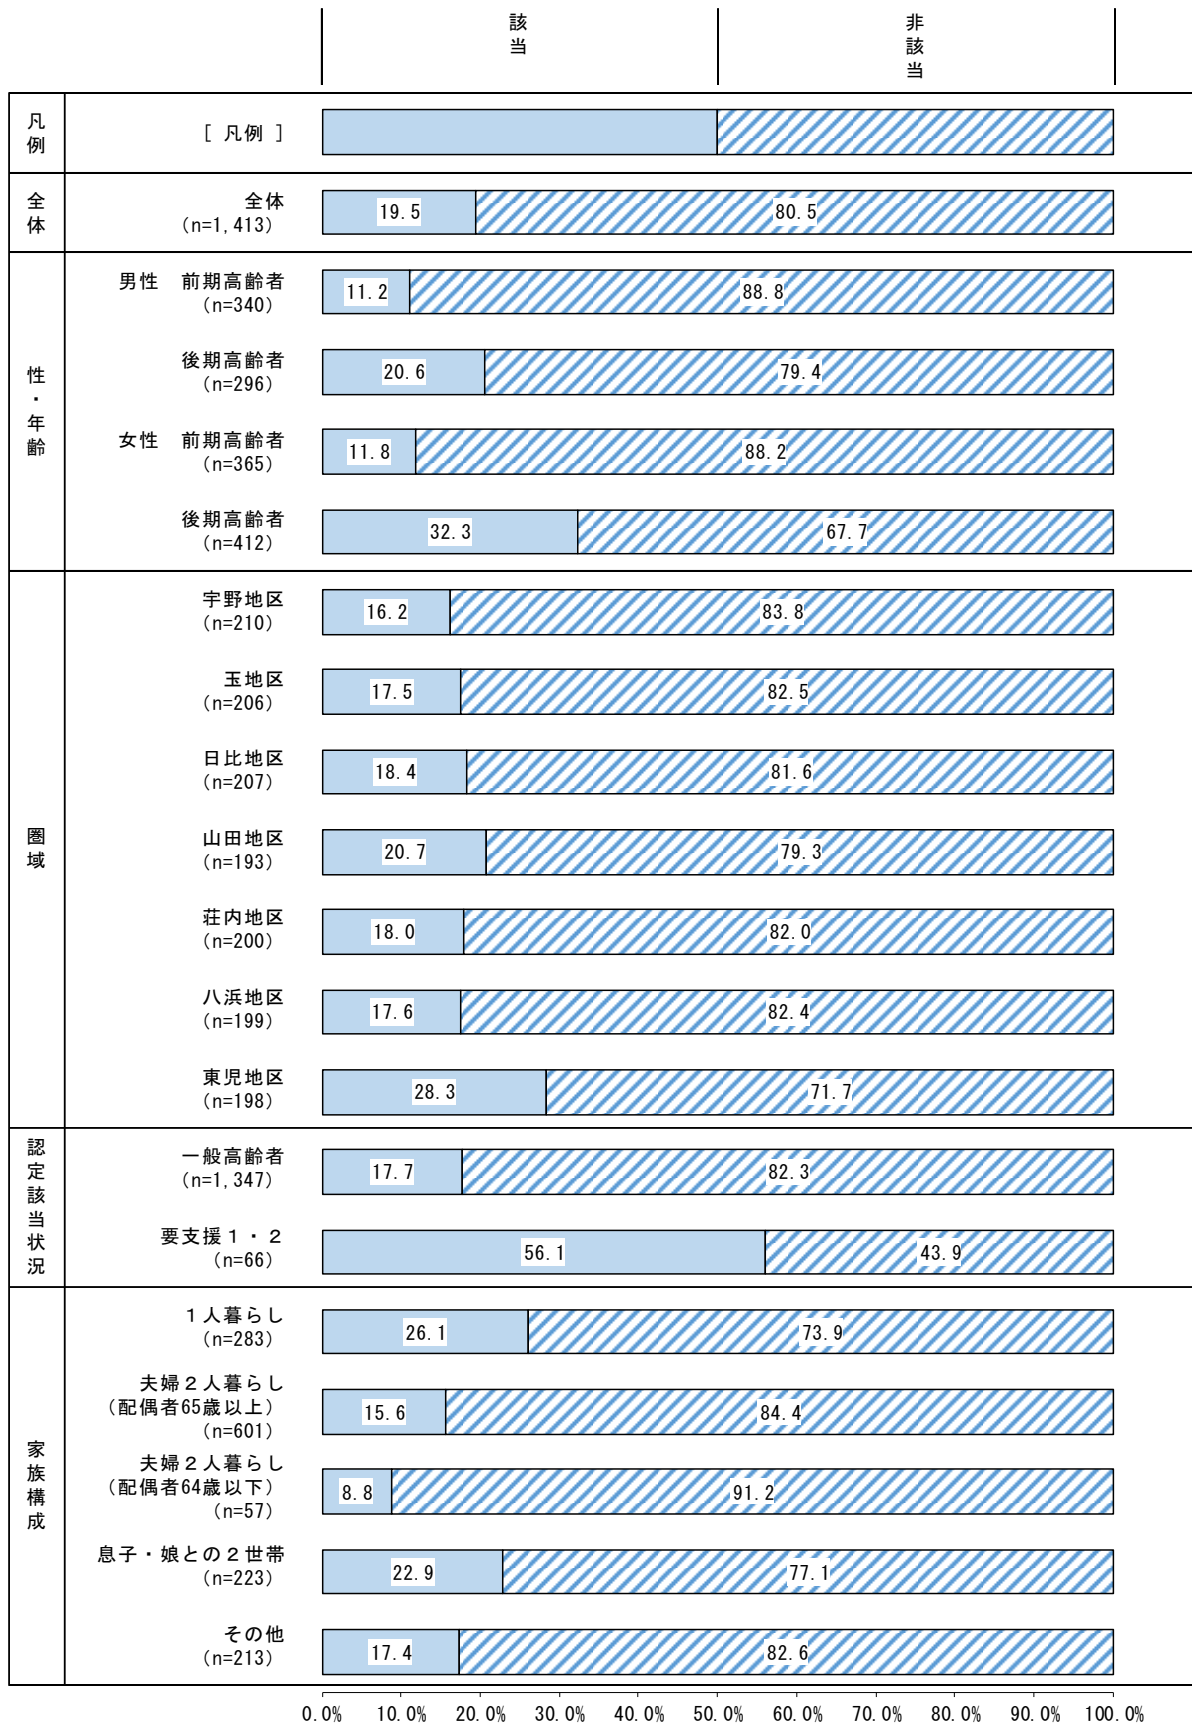 該当
非該当
凡例
[ 凡例 ]
全体
全体
(n=1,413)
19.5
80.5
性・年齢
男性　前期高齢者
(n=340)
11.2
88.8
後期高齢者
(n=296)
20.6
79.4
女性　前期高齢者
(n=365)
11.8
88.2
後期高齢者
(n=412)
32.3
67.7
圏域
宇野地区
(n=210)
16.2
83.8
玉地区
(n=206)
17.5
82.5
日比地区
(n=207)
18.4
81.6
山田地区
(n=193)
20.7
79.3
荘内地区
(n=200)
18.0
82.0
八浜地区
(n=199)
17.6
82.4
東児地区
(n=198)
28.3
71.7
認定該当状況
一般高齢者
(n=1,347)
17.7
82.3
要支援１・２
(n=66)
56.1
43.9
家族構成
１人暮らし
(n=283)
26.1
73.9
夫婦２人暮らし
(配偶者65歳以上)
(n=601)
15.6
84.4
夫婦２人暮らし
(配偶者64歳以下)
(n=57)
8.8
91.2
息子・娘との２世帯
(n=223)
22.9
77.1
その他
(n=213)
17.4
82.6
0.0% 10.0% 20.0% 30.0% 40.0% 50.0% 60.0% 70.0% 80.0% 90.0% 100.0%